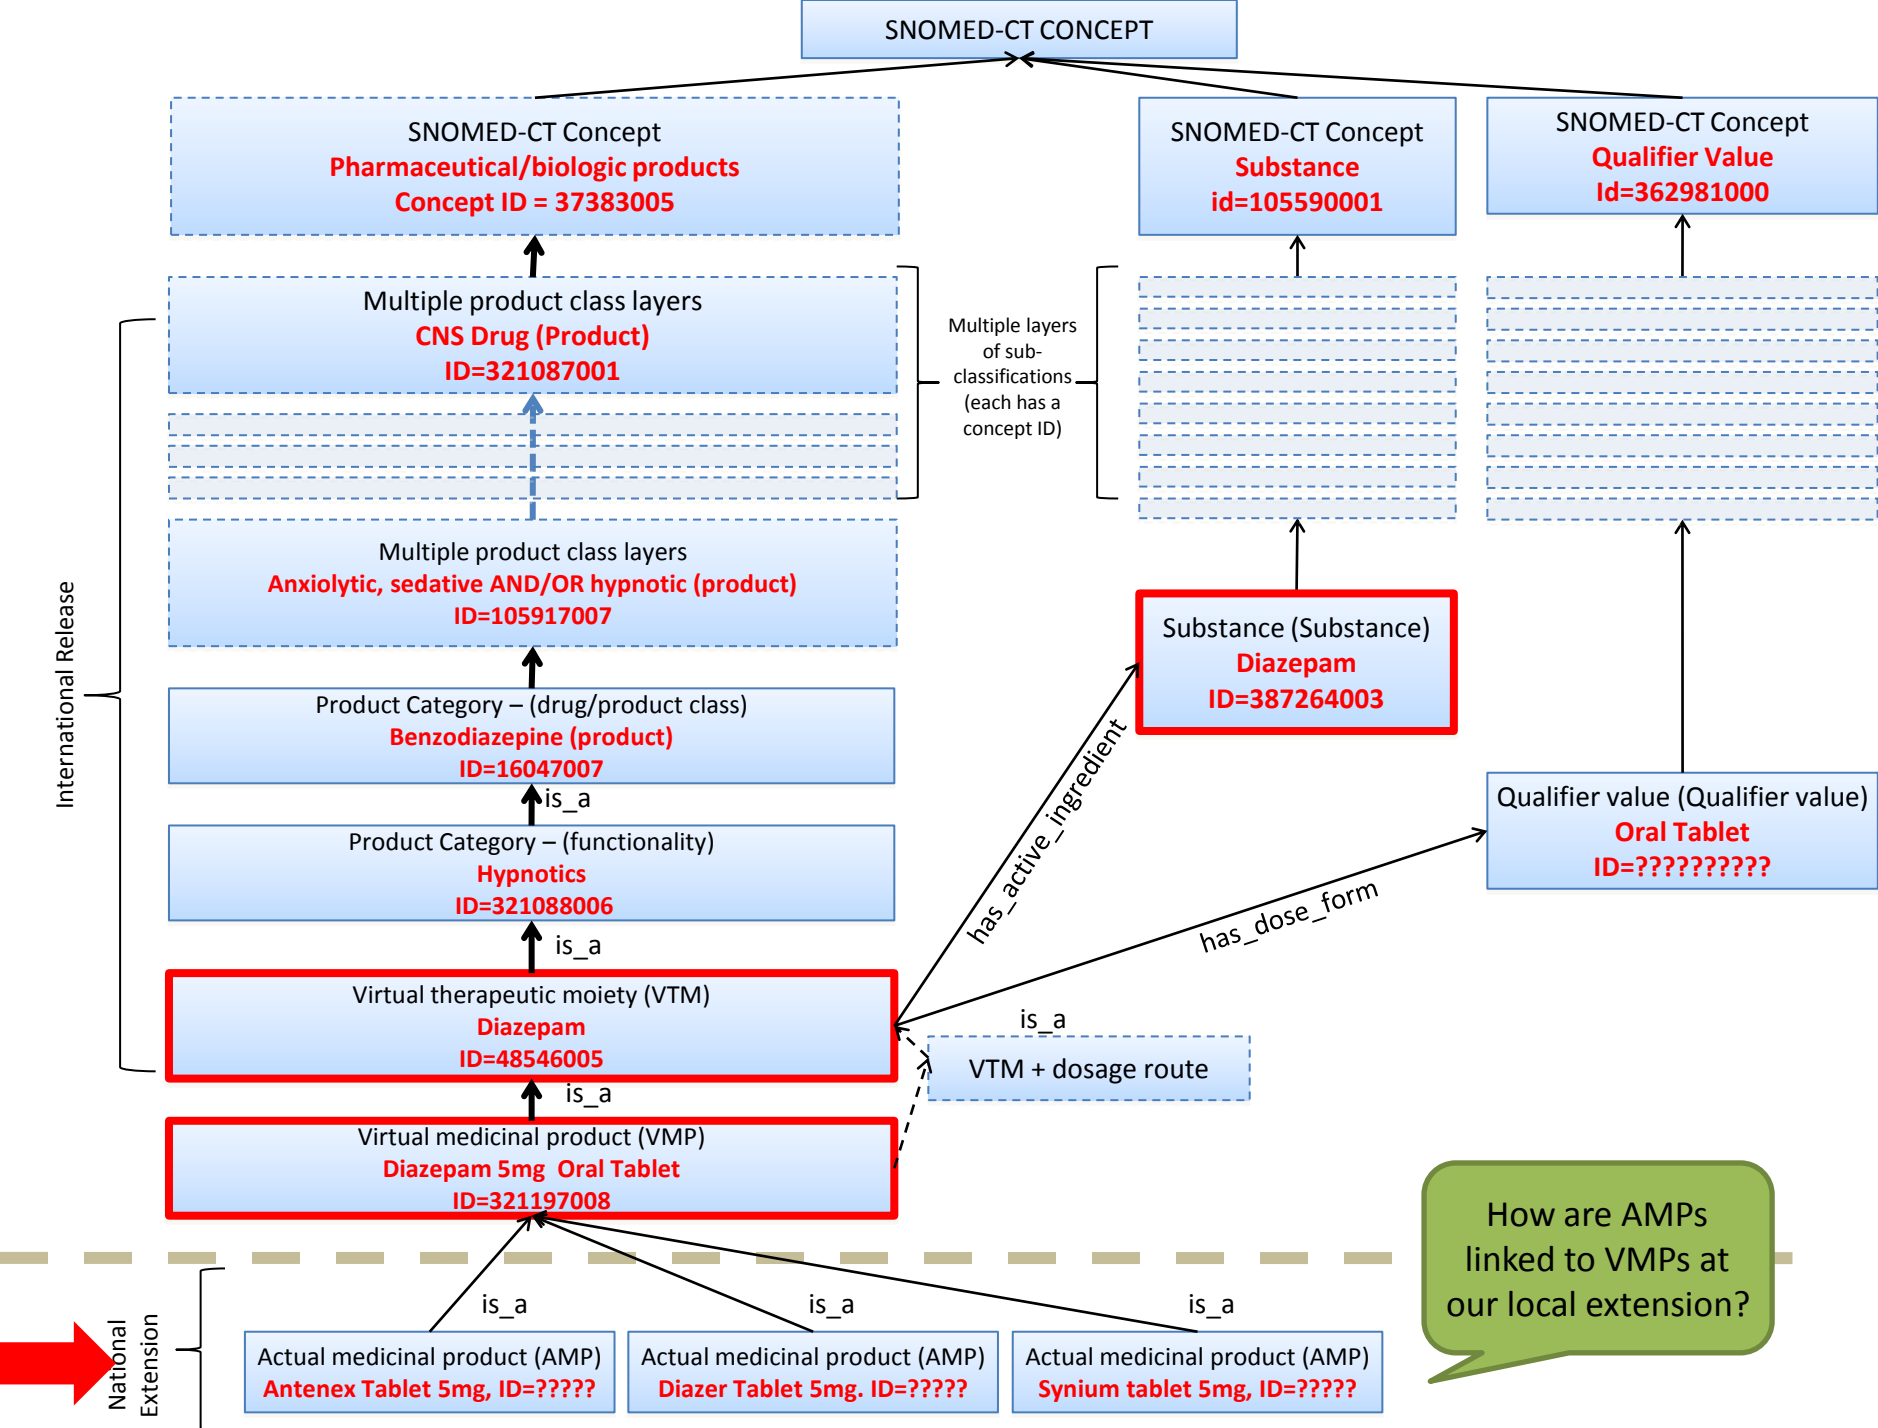 SNOMED-CT CONCEPT
SNOMED-CT Concept
Pharmaceutical/biologic products
Concept ID = 37383005
SNOMED-CT Concept
Substance
id=105590001
SNOMED-CT Concept
Qualifier Value
Id=362981000
International Release
Multiple product class layers
CNS Drug (Product)
ID=321087001
Multiple layers
of sub-
classifications
(each has a
concept ID)
Multiple product class layers
Anxiolytic, sedative AND/OR hypnotic (product)
ID=105917007
Substance (Substance)
Diazepam
ID=387264003
Product Category – (drug/product class)
Benzodiazepine (product)
ID=16047007
is_a
Qualifier value (Qualifier value)
Oral Tablet
ID=??????????
has_active_ingredient
has_dose_form
Product Category – (functionality)
Hypnotics
ID=321088006
is_a
Virtual therapeutic moiety (VTM)
Diazepam
ID=48546005
is_a
VTM + dosage route
is_a
Virtual medicinal product (VMP)
Diazepam 5mg  Oral Tablet
ID=321197008
How are AMPs
linked to VMPs at
our local extension?
National
Extension
is_a
is_a
is_a
Actual medicinal product (AMP)
Antenex Tablet 5mg, ID=?????
Actual medicinal product (AMP)
Diazer Tablet 5mg. ID=?????
Actual medicinal product (AMP)
Synium tablet 5mg, ID=?????